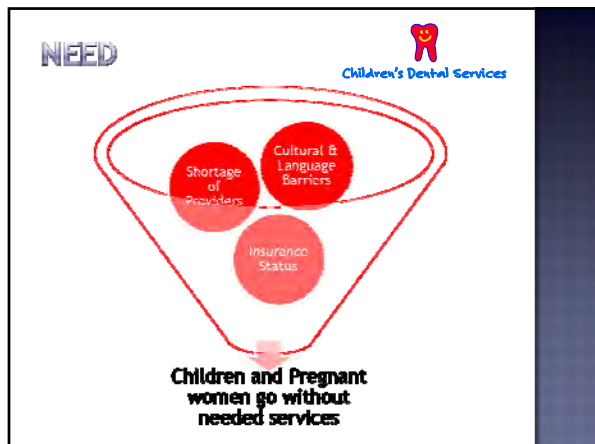 NEED
Children's Dental Services
Cultural &
Language
Barriers
Shortage
of
Providers
Insurance
Status
Children and Pregnant
women go without
needed services